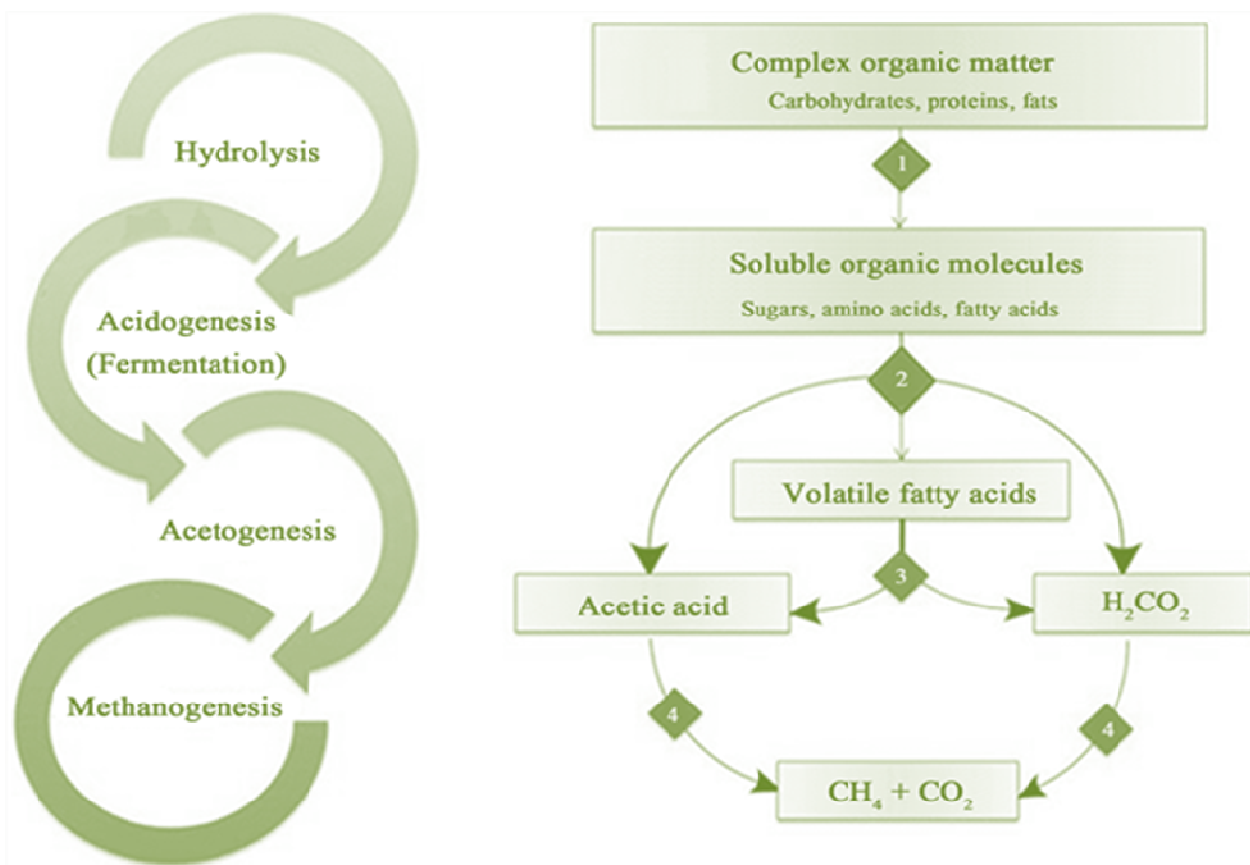 Hydrolysis
Acidogenesis
(Fermentation)
Acetogenesis
Methanogenesis
Complex organic matter
Carbohydrates, proteins, fats
1
Soluble organic molecules
Sugars, amino acids, fatty acids
2
Volatile fatty acids
3
Acetic acid
H₂CO₂
4
4
CH₄ + CO₂